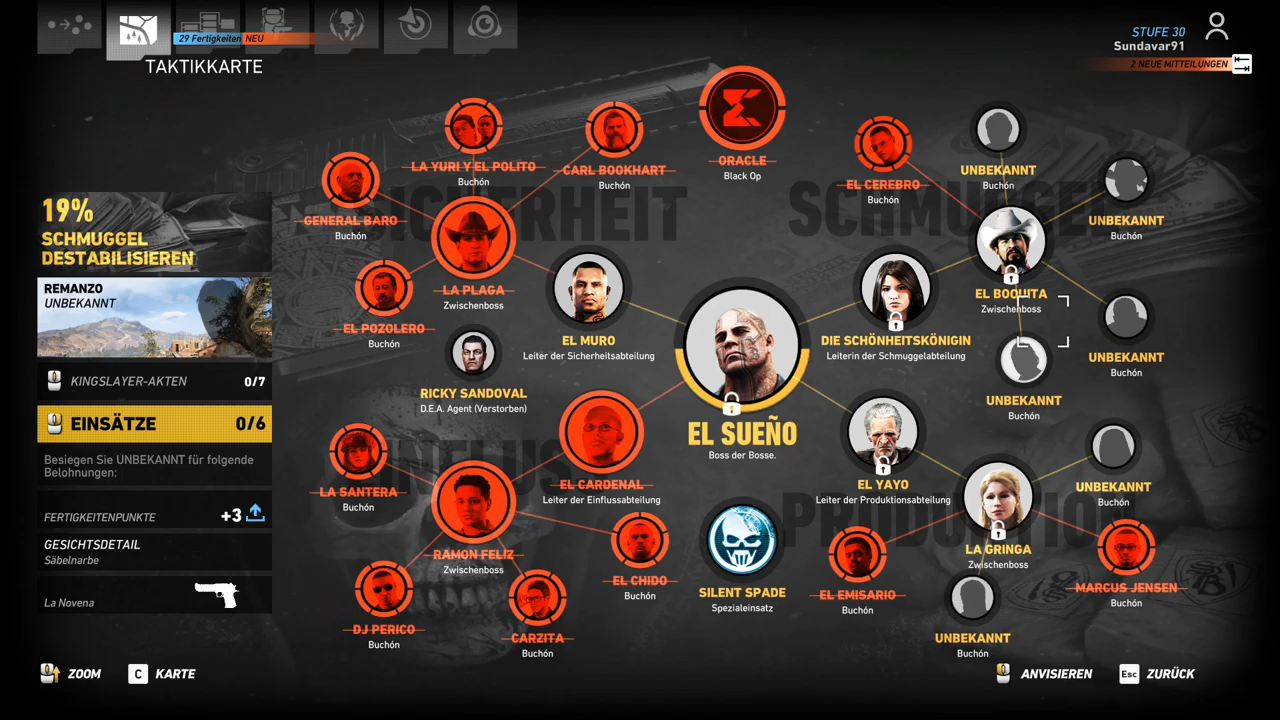 29 Fertigkeiten NEU
TAKTIKKARTE
STUFE 30
Sundavar91
2 NEUE MITTEILUNGEN
SICHERHEIT
SCHMUGGEL
EINFLUSS
PRODUKTION
LA YURI Y EL POLITO
Buchón
CARL BOOKHART
Buchón
ORACLE
Black Op
EL CEREBRO
Buchón
UNBEKANNT
Buchón
UNBEKANNT
Buchón
GENERAL BARO
Buchón
LA PLAGA
Zwischenboss
EL POZOLERO
Buchón
EL MURO
Leiter der Sicherheitsabteilung
RICKY SANDOVAL
D.E.A. Agent (Verstorben)
DIE SCHÖNHEITSKÖNIGIN
Leiterin der Schmuggelabteilung
EL BOQUITA
Zwischenboss
UNBEKANNT
Buchón
UNBEKANNT
Buchón
EL SUEÑO
Boss der Bosse.
EL CARDENAL
Leiter der Einflussabteilung
LA SANTERA
Buchón
RAMON FELIZ
Zwischenboss
EL CHIDO
Buchón
DJ PERICO
Buchón
CARZITA
Buchón
EL YAYO
Leiter der Produktionsabteilung
LA GRINGA
Zwischenboss
UNBEKANNT
Buchón
SILENT SPADE
Spezialeinsatz
EL EMISARIO
Buchón
MARCUS JENSEN
Buchón
UNBEKANNT
Buchón
19%
SCHMUGGEL
DESTABILISIEREN
REMANZO
UNBEKANNT
KINGSLAYER-AKTEN 0/7
EINSÄTZE 0/6
Besiegen Sie UNBEKANNT für folgende
Belohnungen:
FERTIGKEITENPUNKTE +3
GESICHTSDETAIL
Säbelnarbe
La Novena
ZOOM
C KARTE
ANVISIEREN
Esc ZURÜCK